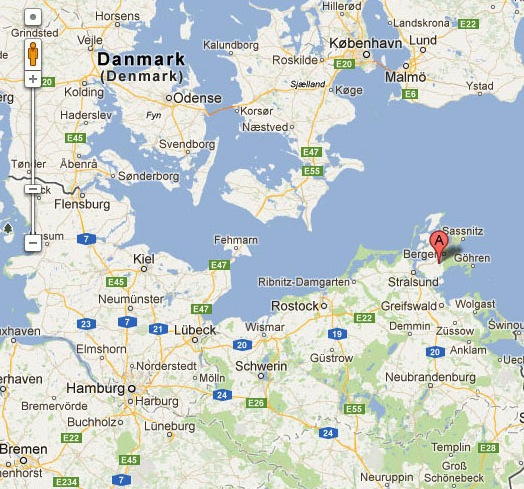 Horsens
Hillerød
Landskrona
E22
Grindsted
Vejle
Kalundborg
København
Lund
Danmark
(Denmark)
Roskilde
E20
Malmö
E20
Kolding
Odense
Sjælland
Køge
E6
Ystad
Haderslev
Fyn
Korsør
Næstved
E45
Svendborg
E47
Tønder
Åbenrå
Sønderborg
E55
Flensburg
A
Sassnitz
7
Fehmarn
Bergen
Göhren
Kiel
E45
Ribnitz-Damgarten
Stralsund
Neumünster
E47
Rostock
E22
Greifswald
Wolgast
23
7
21
Lübeck
Wismar
19
Demmin
Züssow
Elmshorn
20
20
Anklam
Norderstedt
Güstrow
Schwerin
Neubrandenburg
Hamburg
Mölln
Bremervörde
Harburg
24
E26
E55
Buchholz
Lüneburg
E22
24
Bremen
E45
Templin
E28
E234
Neuruppin
Groß
Schönebeck